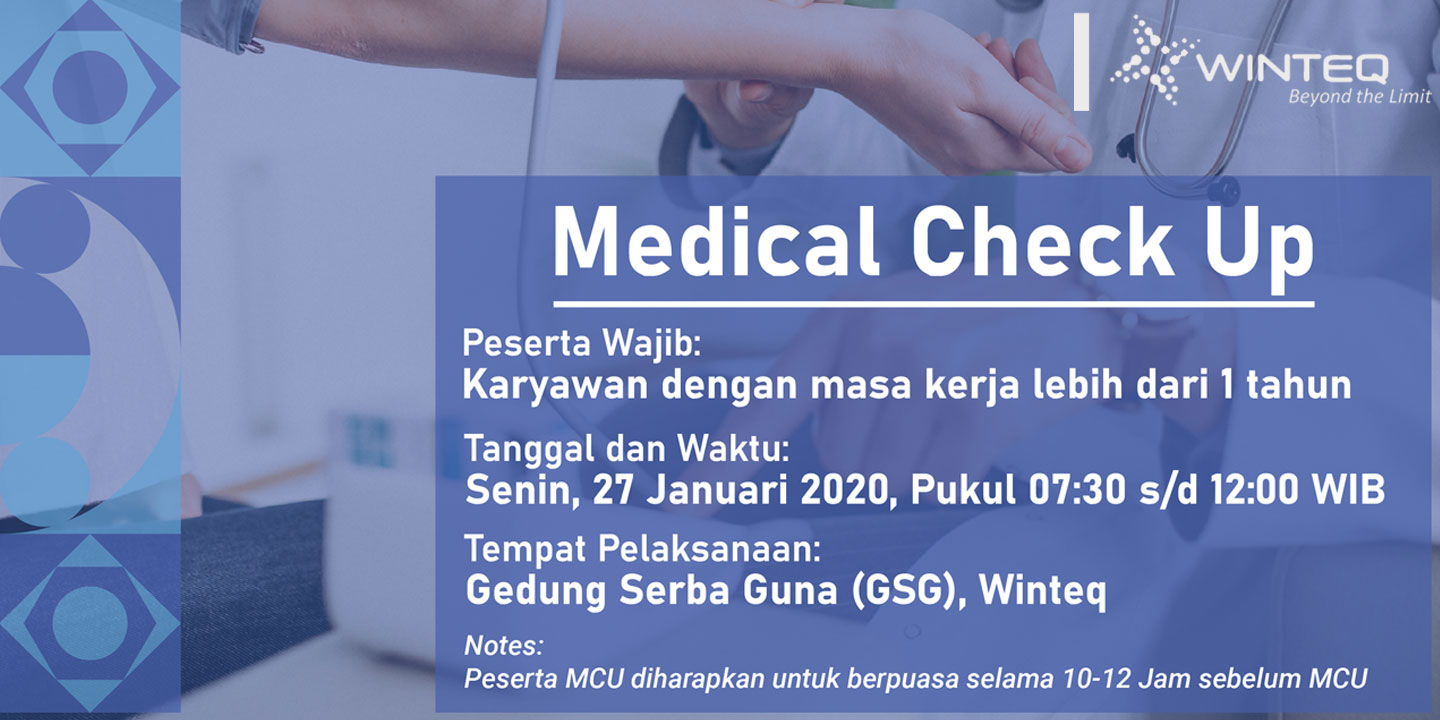 WINTEQ
Beyond the Limit
Medical Check Up
Peserta Wajib:
Karyawan dengan masa kerja lebih dari 1 tahun
Tanggal dan Waktu:
Senin, 27 Januari 2020, Pukul 07:30 s/d 12:00 WIB
Tempat Pelaksanaan:
Gedung Serba Guna (GSG), Winteq
Notes:
Peserta MCU diharapkan untuk berpuasa selama 10-12 Jam sebelum MCU